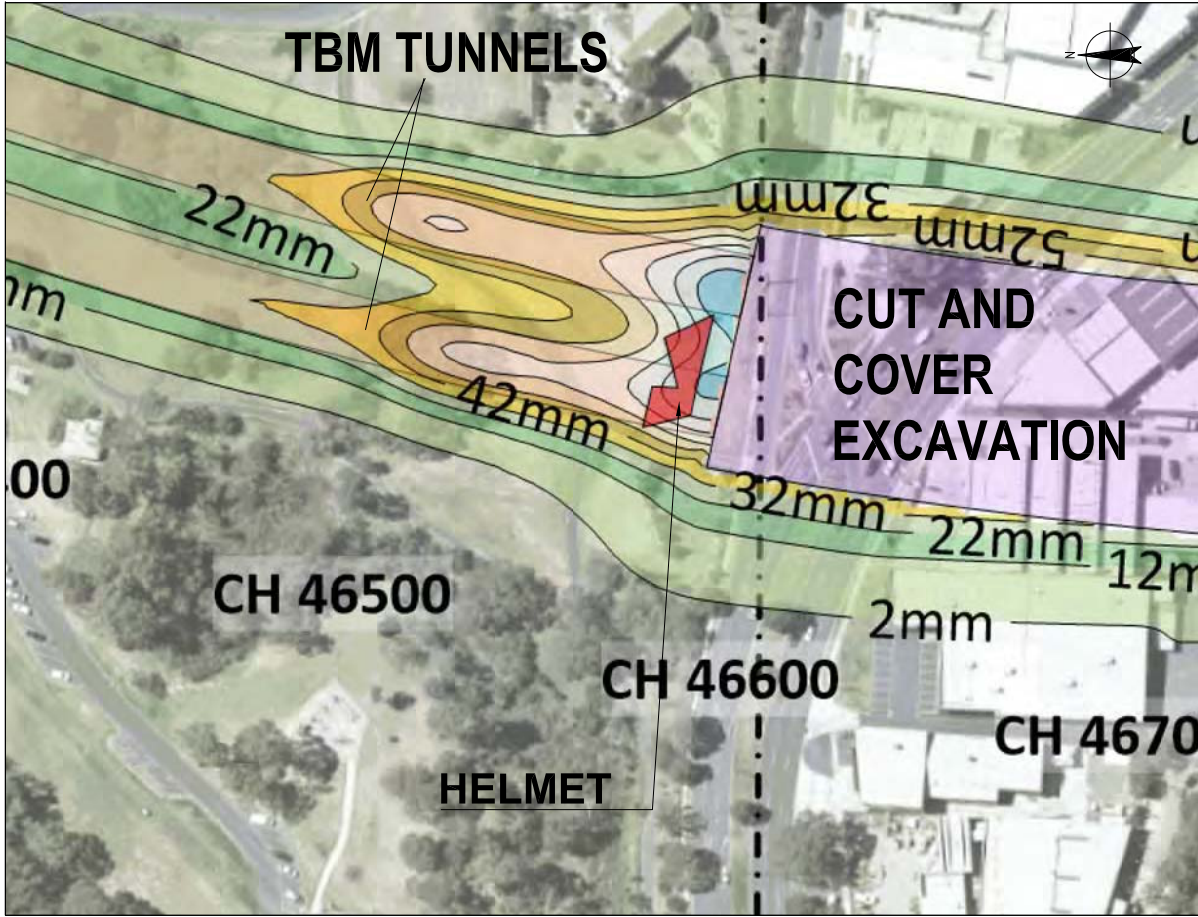 TBM TUNNELS
N
22mm
32mm
52mm
CUT AND
COVER
EXCAVATION
42mm
32mm
22mm
2mm
CH 46500
CH 46600
HELMET